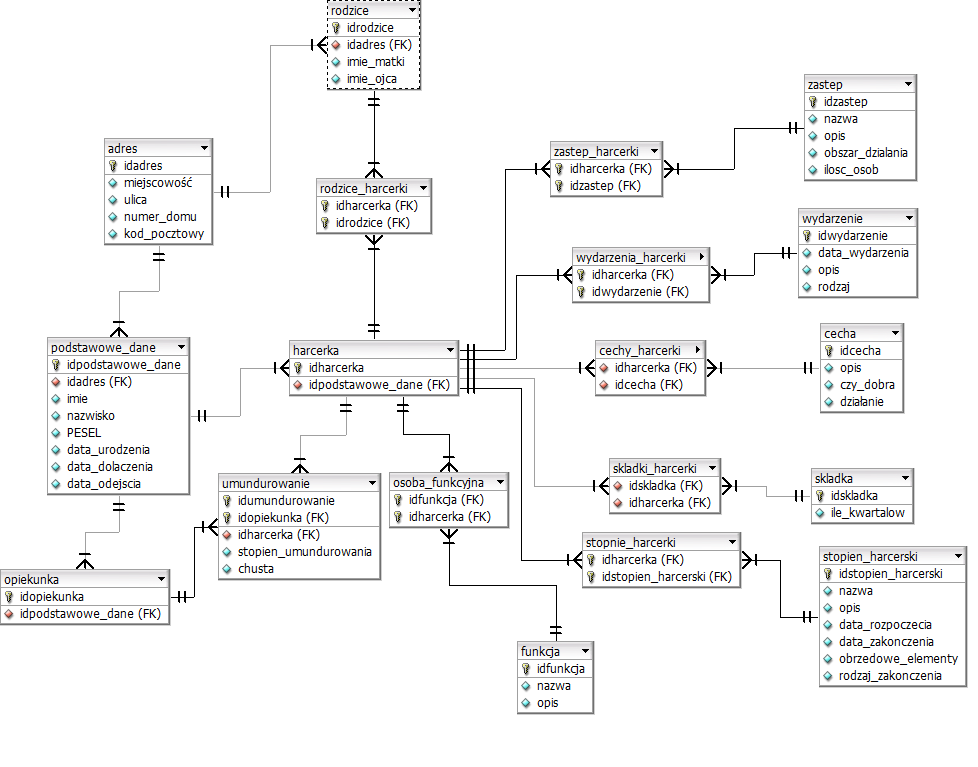 rodzice
idrodzice
idadres (FK)
imie_matki
imie_ojca
zastep
idzastep
nazwa
opis
obszar_dzialania
ilosc_osob
adres
idadres
miejscowość
ulica
numer_domu
kod_pocztowy
zastep_harcerki
idharcerka (FK)
idzastep (FK)
rodzice_harcerki
idharcerka (FK)
idrodzice (FK)
wydarzenie
idwydarzenie
data_wydarzenia
opis
rodzaj
wydarzenia_harcerki
idharcerka (FK)
idwydarzenie (FK)
podstawowe_dane
idpodstawowe_dane
idadres (FK)
imie
nazwisko
PESEL
data_urodzenia
data_dolaczenia
data_odejscia
harcerka
idharcerka
idpodstawowe_dane (FK)
cechy_harcerki
idharcerka (FK)
idcecha (FK)
cecha
idcecha
opis
czy_dobra
działanie
umundurowanie
idumundurowanie
idopiekunka (FK)
idharcerka (FK)
stopien_umundurowania
chusta
osoba_funkcyjna
idfunkcja (FK)
idharcerka (FK)
skladki_harcerki
idskladka (FK)
idharcerka (FK)
skladka
idskladka
ile_kwartalow
stopnie_harcerki
idharcerka (FK)
idstopien_harcerski (FK)
stopien_harcerski
idstopien_harcerski
nazwa
opis
data_rozpoczecia
data_zakonczenia
obrzedowe_elementy
rodzaj_zakonczenia
opiekunka
idopiekunka
idpodstawowe_dane (FK)
funkcja
idfunkcja
nazwa
opis